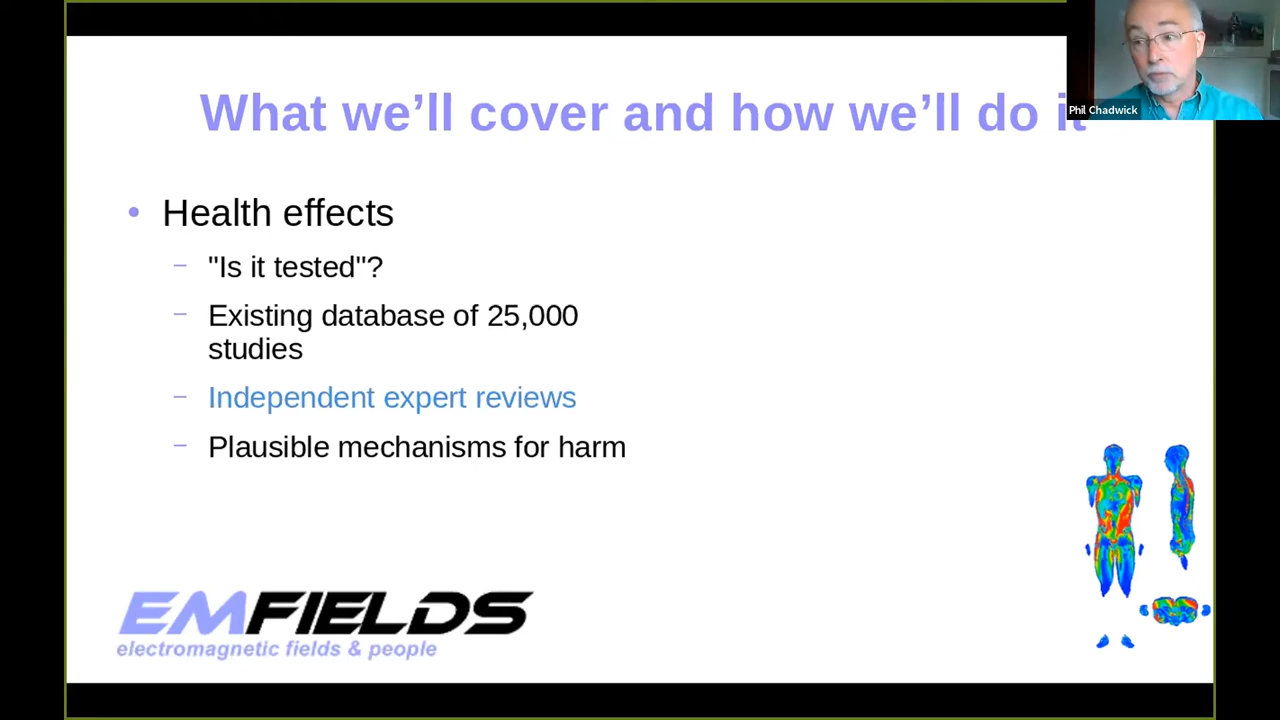 What we’ll cover and how we’ll do it
Phil Chadwick
• Health effects
– "Is it tested"?
– Existing database of 25,000
studies
– Independent expert reviews
– Plausible mechanisms for harm
EMFIELDS
electromagnetic fields & people